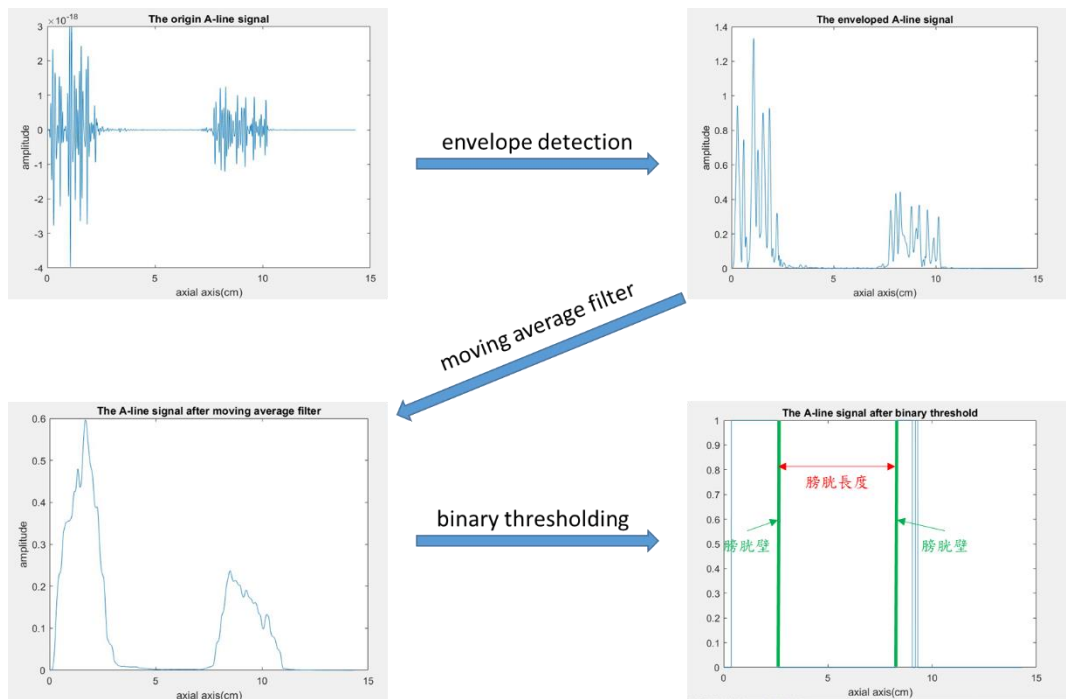 The origin A-line signal
×10⁻¹⁸
3
2
1
0
-1
-2
-3
-4
amplitude
0 5 10 15
axial axis(cm)
envelope detection
The enveloped A-line signal
1.4
1.2
1
0.8
0.6
0.4
0.2
0
amplitude
0 5 10 15
axial axis(cm)
moving average filter
The A-line signal after moving average filter
0.6
0.5
0.4
0.3
0.2
0.1
0
amplitude
0 5 10 15
axial axis(cm)
binary thresholding
The A-line signal after binary threshold
1
0.9
0.8
0.7
0.6
0.5
0.4
0.3
0.2
0.1
0
膀胱長度
膀胱壁
膀胱壁
0 5 10 15
axial axis(cm)